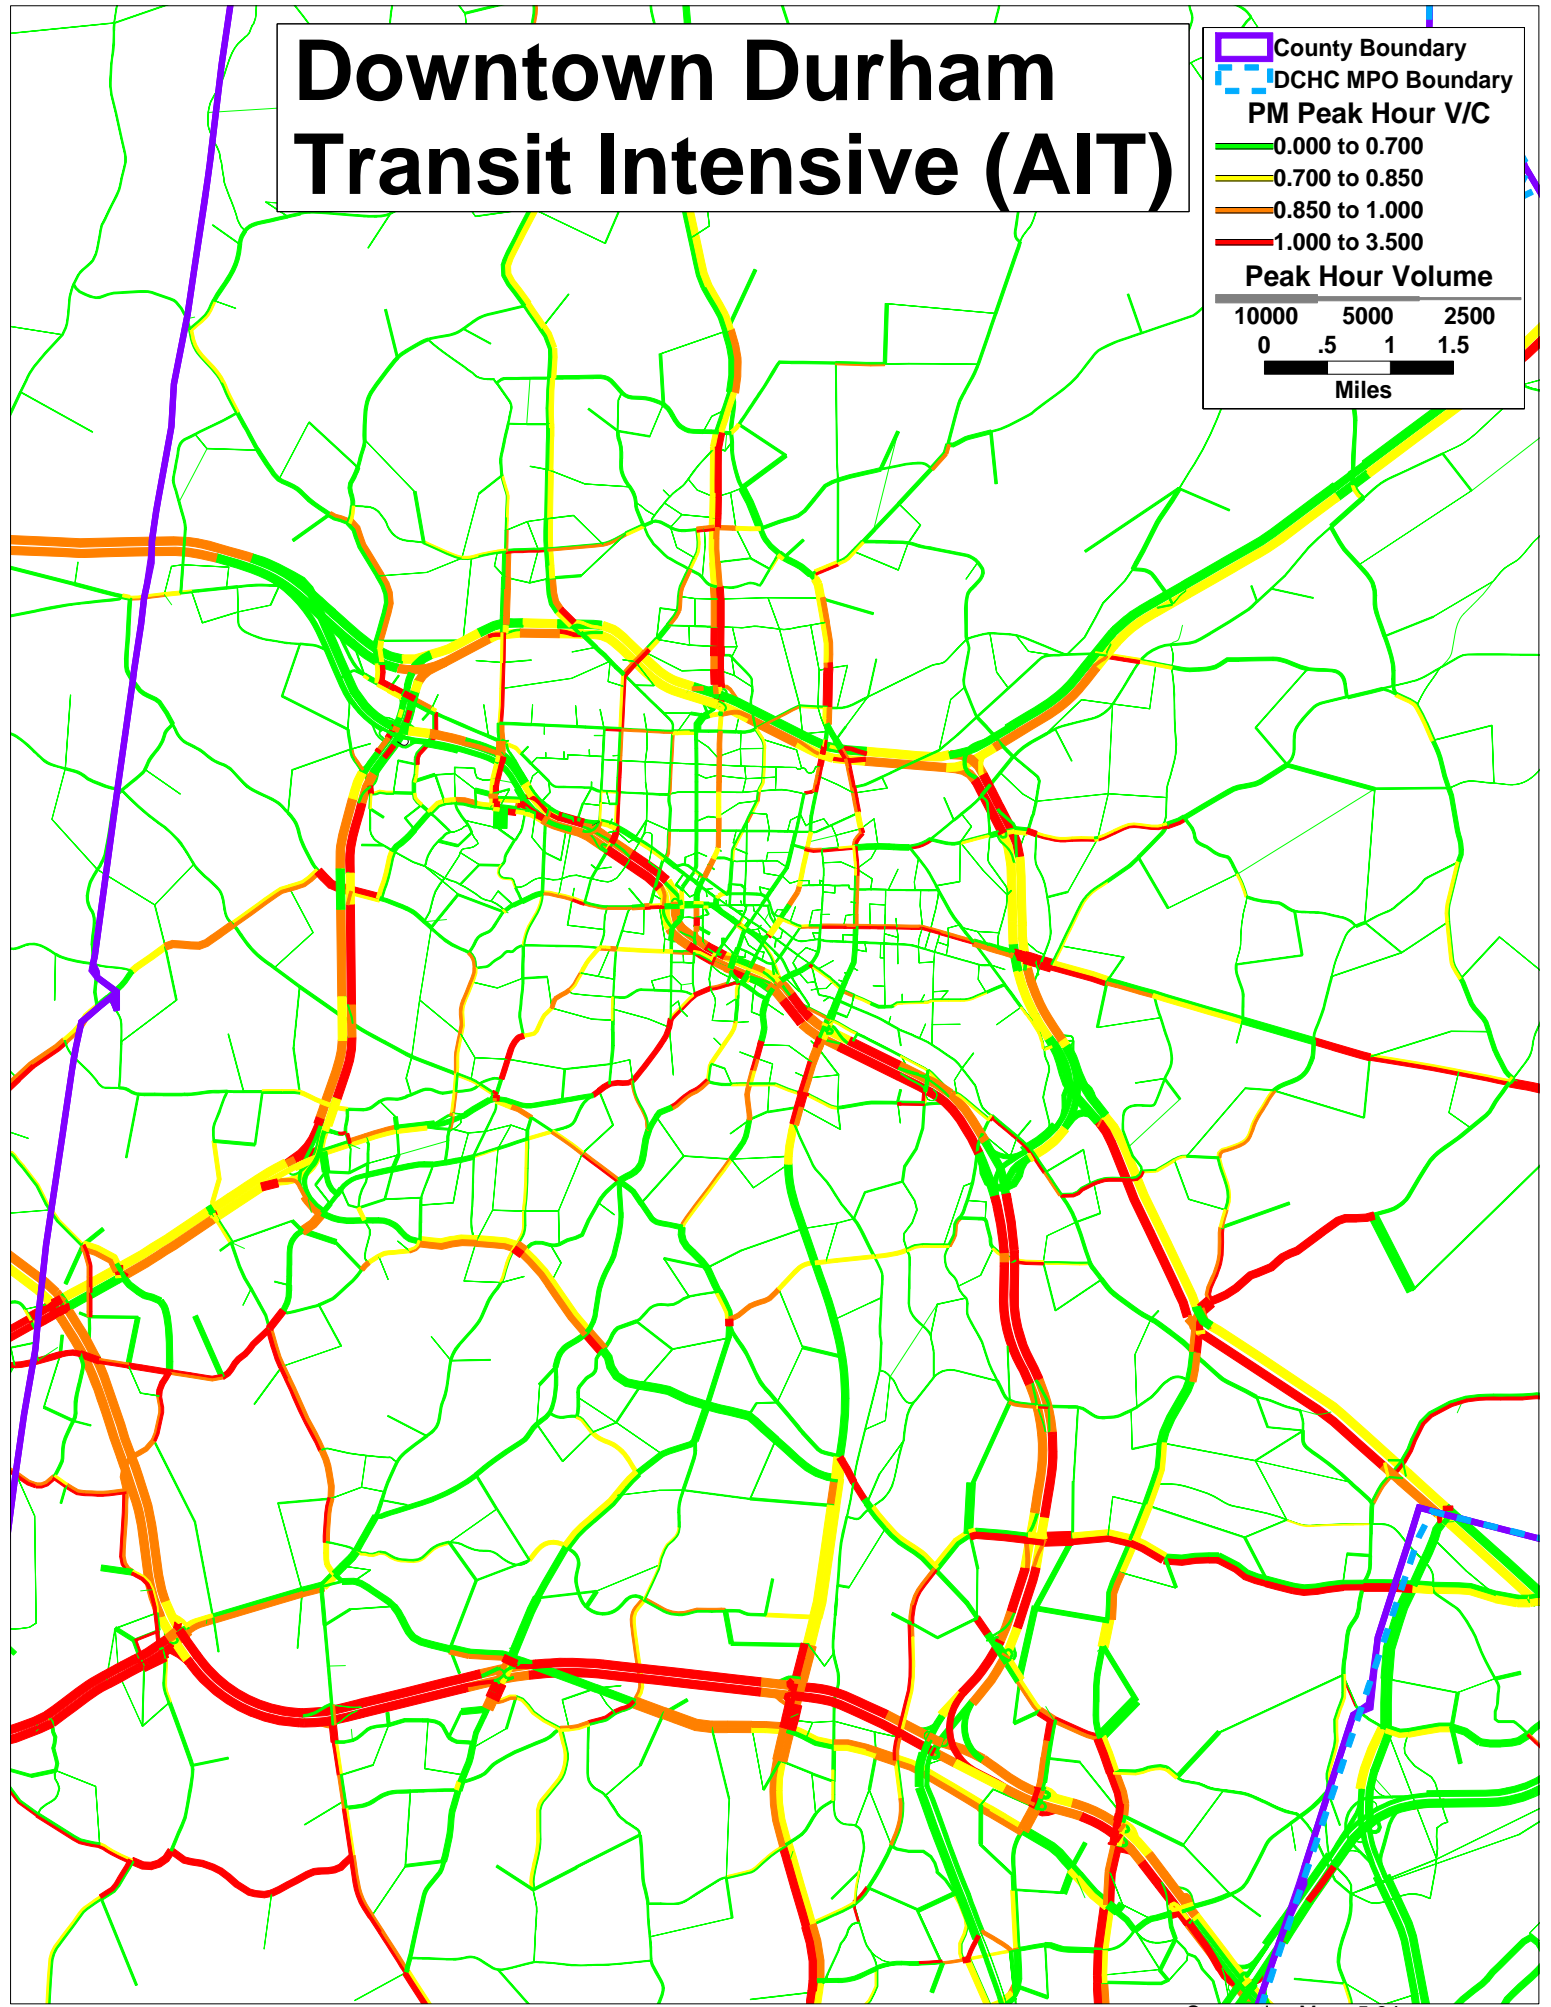 Downtown Durham
Transit Intensive (AIT)
County Boundary
DCHC MPO Boundary
PM Peak Hour V/C
0.000 to 0.700
0.700 to 0.850
0.850 to 1.000
1.000 to 3.500
Peak Hour Volume
10000 5000 2500
0 .5 1 1.5
Miles